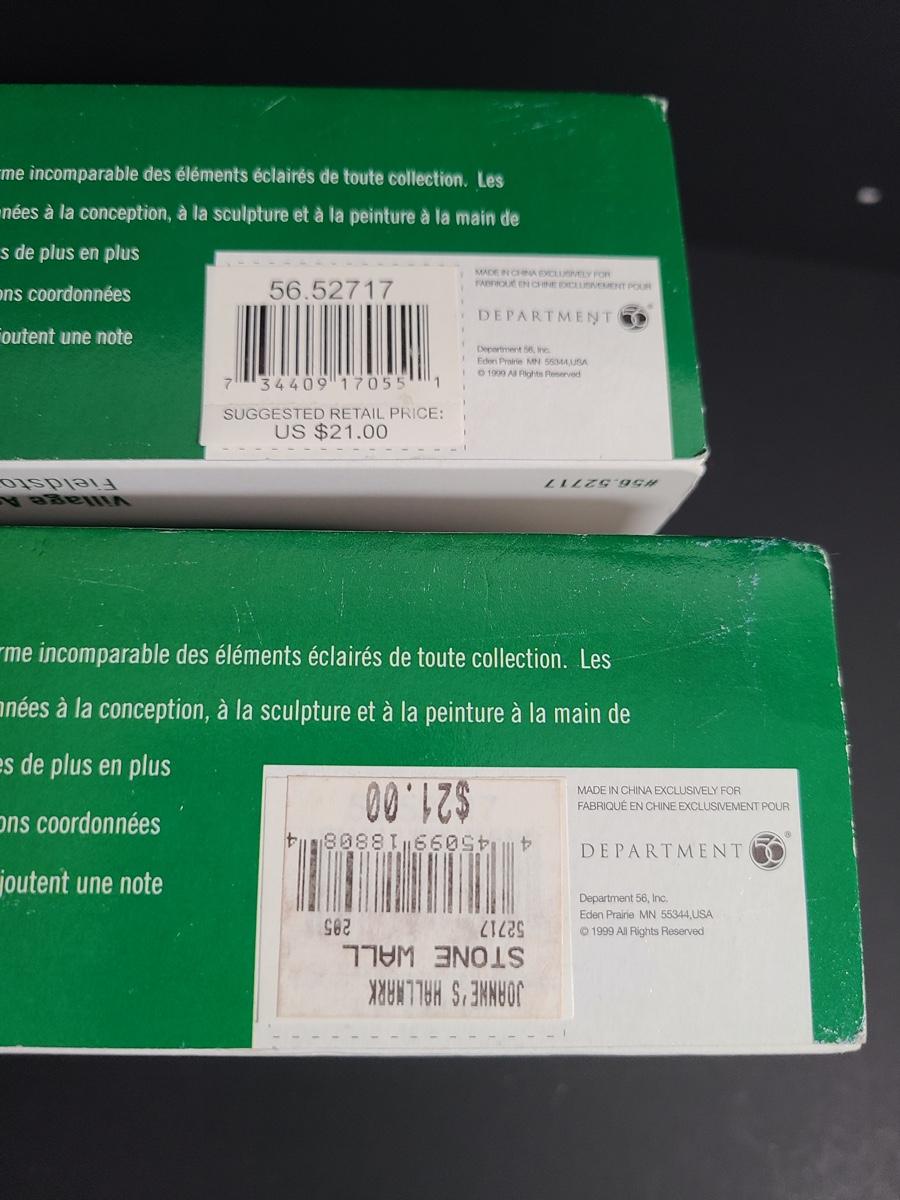 me incomparable des éléments éclairés de toute collection. Les
nées à la conception, à la sculpture et à la peinture à la main de
s de plus en plus
ons coordonnées
joutent une note
56.52717
7 34409 17055 1
SUGGESTED RETAIL PRICE:
US $21.00
MADE IN CHINA EXCLUSIVELY FOR
FABRIQUÉ EN CHINE EXCLUSIVEMENT POUR
DEPARTMENT 56®
Department 56, Inc.
Eden Prairie MN 55344,USA
© 1999 All Rights Reserved
#56.52717
Village A
Fieldsto
rme incomparable des éléments éclairés de toute collection. Les
nnées à la conception, à la sculpture et à la peinture à la main de
es de plus en plus
ons coordonnées
joutent une note
JOANNE'S HALLMARK
STONE WALL
52717 205
4 45099 18808 4
$21.00
MADE IN CHINA EXCLUSIVELY FOR
FABRIQUÉ EN CHINE EXCLUSIVEMENT POUR
DEPARTMENT 56®
Department 56, Inc.
Eden Prairie MN 55344,USA
© 1999 All Rights Reserved